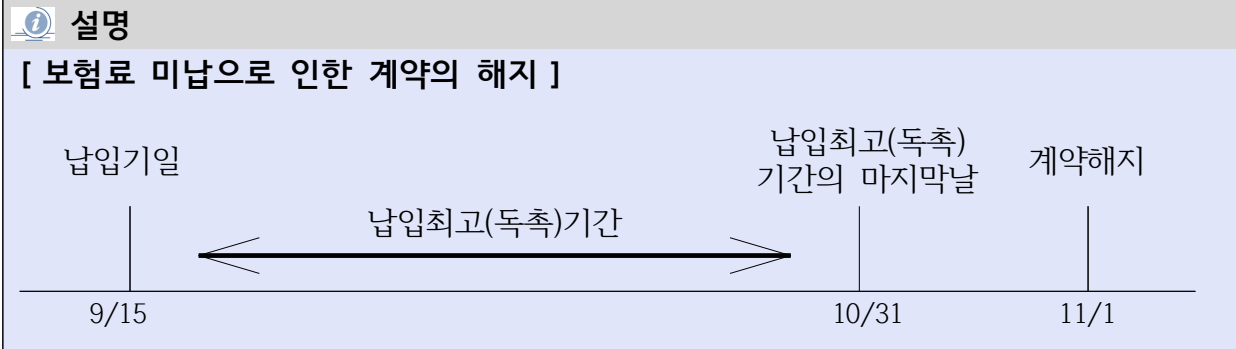 설명
[ 보험료 미납으로 인한 계약의 해지 ]
납입기일
납입최고(독촉)
기간의 마지막날
계약해지
납입최고(독촉)기간
9/15
10/31
11/1